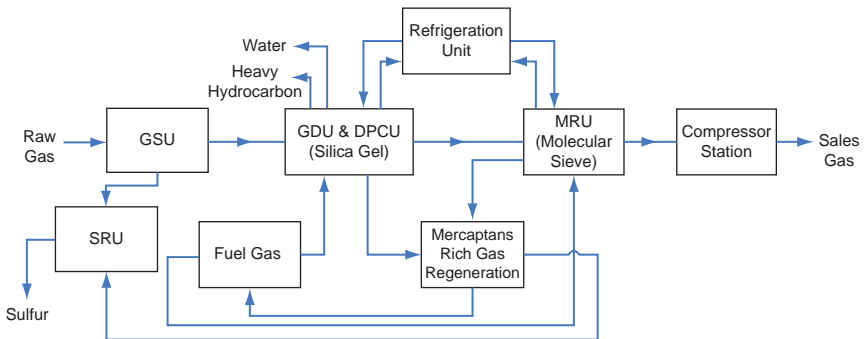 Refrigeration
Unit
Water
Heavy
Hydrocarbon
Raw
Gas
GSU
GDU & DPCU
(Silica Gel)
MRU
(Molecular
Sieve)
Compressor
Station
Sales
Gas
SRU
Fuel Gas
Mercaptans
Rich Gas
Regeneration
Sulfur